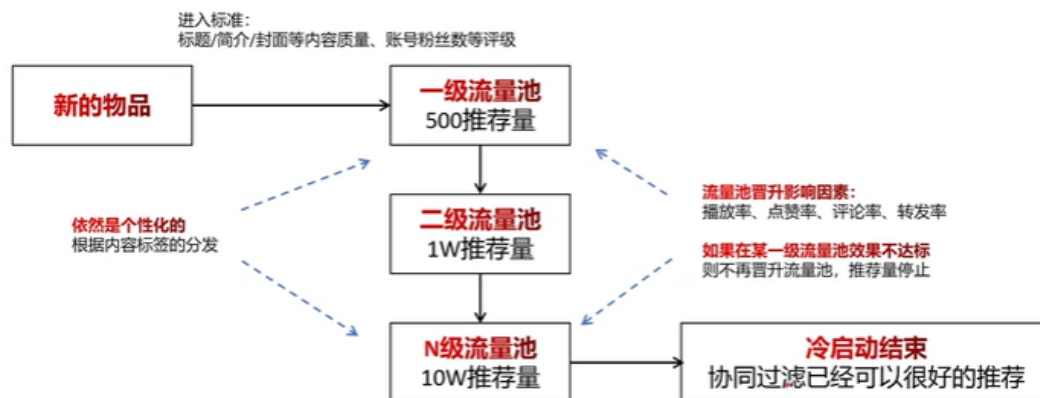 进入标准：
标题/简介/封面等内容质量、账号粉丝数等评级
新的物品
一级流量池
500推荐量
依然是个性化的
根据内容标签的分发
二级流量池
1W推荐量
流量池晋升影响因素：
播放率、点赞率、评论率、转发率
如果在某一级流量池效果不达标
则不再晋升流量池，推荐量停止
N级流量池
10W推荐量
冷启动结束
协同过滤已经可以很好的推荐